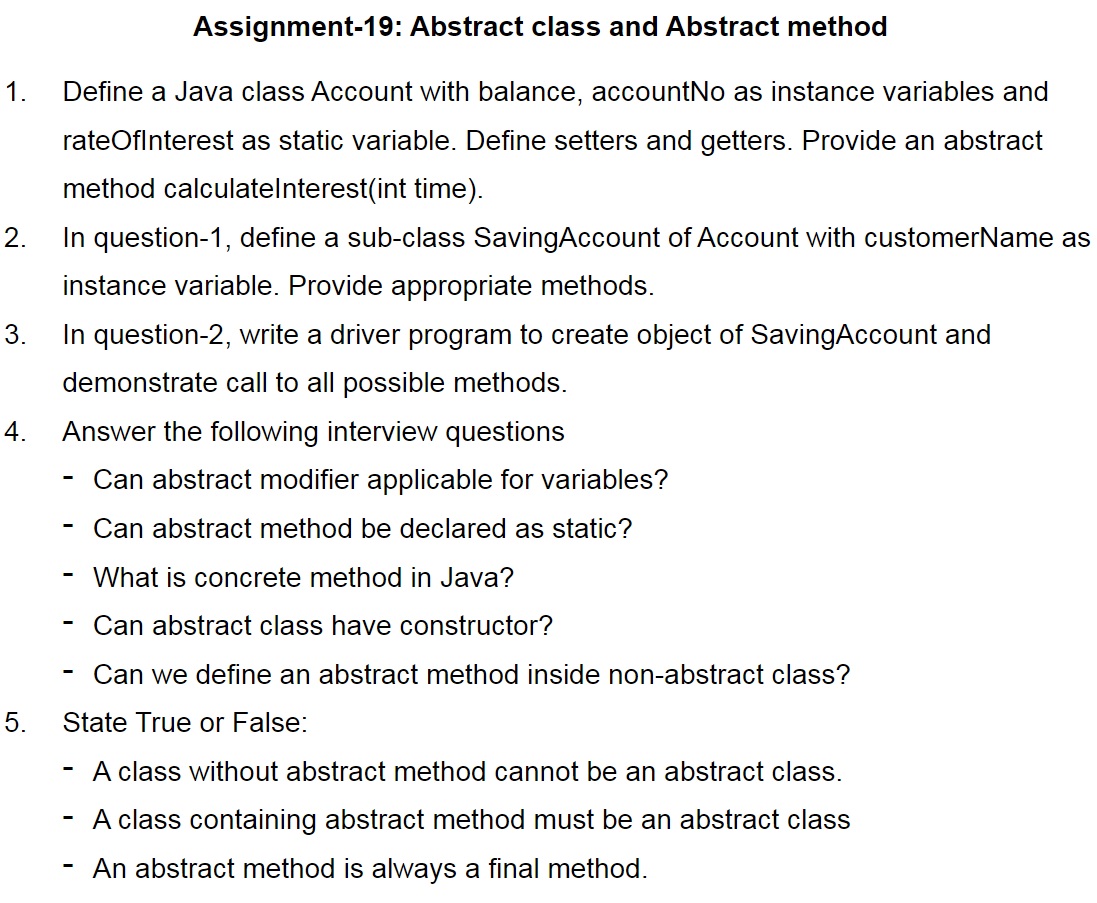 Assignment-19: Abstract class and Abstract method
1. Define a Java class Account with balance, accountNo as instance variables and
rateOfInterest as static variable. Define setters and getters. Provide an abstract
method calculateInterest(int time).
2. In question-1, define a sub-class SavingAccount of Account with customerName as
instance variable. Provide appropriate methods.
3. In question-2, write a driver program to create object of SavingAccount and
demonstrate call to all possible methods.
4. Answer the following interview questions
- Can abstract modifier applicable for variables?
- Can abstract method be declared as static?
- What is concrete method in Java?
- Can abstract class have constructor?
- Can we define an abstract method inside non-abstract class?
5. State True or False:
- A class without abstract method cannot be an abstract class.
- A class containing abstract method must be an abstract class
- An abstract method is always a final method.